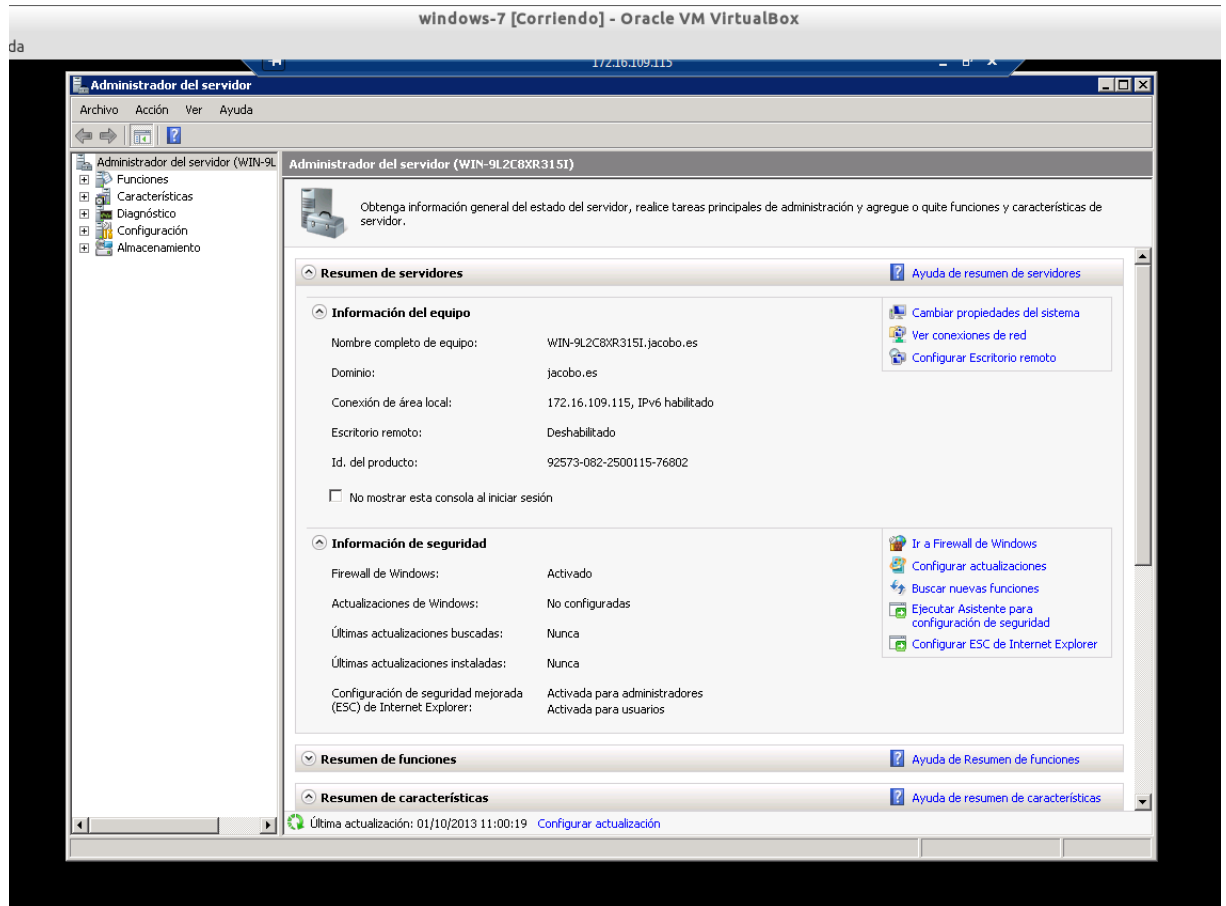 windows-7 [Corriendo] - Oracle VM VirtualBox
da
172.16.109.115
Administrador del servidor
Archivo Acción Ver Ayuda
Administrador del servidor (WIN-9L
Funciones
Características
Diagnóstico
Configuración
Almacenamiento
Administrador del servidor (WIN-9L2C8XR315I)
Obtenga información general del estado del servidor, realice tareas principales de administración y agregue o quite funciones y características de
servidor.
Resumen de servidores
Ayuda de resumen de servidores
Información del equipo
Nombre completo de equipo: WIN-9L2C8XR315I.jacobo.es
Dominio: jacobo.es
Conexión de área local: 172.16.109.115, IPv6 habilitado
Escritorio remoto: Deshabilitado
Id. del producto: 92573-082-2500115-76802
No mostrar esta consola al iniciar sesión
Cambiar propiedades del sistema
Ver conexiones de red
Configurar Escritorio remoto
Información de seguridad
Firewall de Windows: Activado
Actualizaciones de Windows: No configuradas
Últimas actualizaciones buscadas: Nunca
Últimas actualizaciones instaladas: Nunca
Configuración de seguridad mejorada Activada para administradores
(ESC) de Internet Explorer: Activada para usuarios
Ir a Firewall de Windows
Configurar actualizaciones
Buscar nuevas funciones
Ejecutar Asistente para
configuración de seguridad
Configurar ESC de Internet Explorer
Resumen de funciones
Ayuda de Resumen de funciones
Resumen de características
Ayuda de resumen de características
Última actualización: 01/10/2013 11:00:19 Configurar actualización